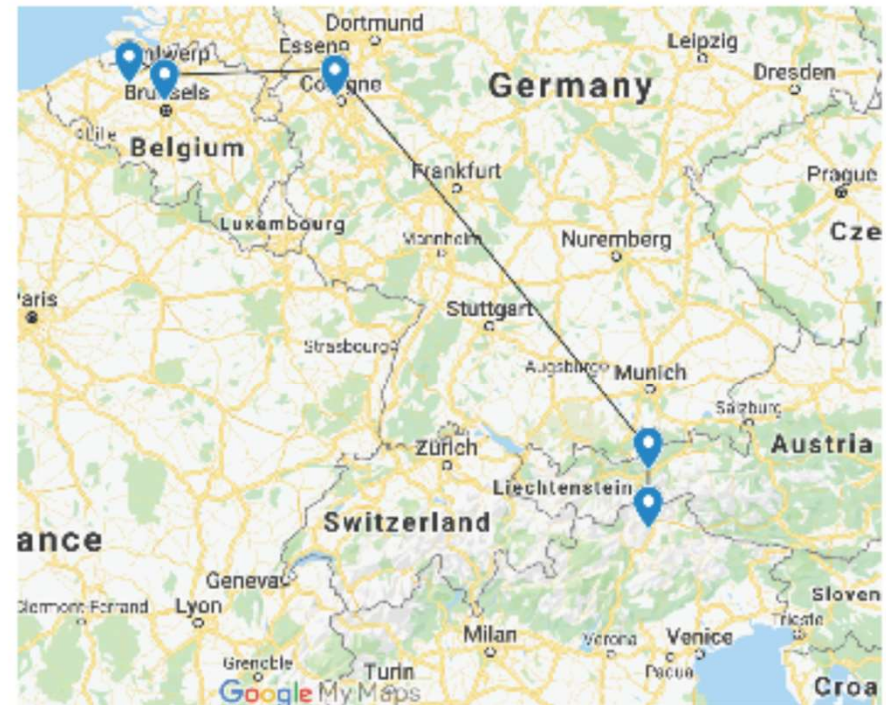 Dortmund
Essen
Leipzig
Antwerp
Germany
Dresden
Cologne
Brussels
Lille
Belgium
Frankfurt
Prague
Luxembourg
Mannheim
Nuremberg
Cze
Paris
Stuttgart
Strasbourg
Augsburg
Munich
Salzburg
Zürich
Austria
Liechtenstein
Switzerland
ance
Geneva
Sloven
Clermont-Ferrand
Lyon
Trieste
Milan
Verona
Venice
Padua
Grenoble
Turin
Croa
Google My Maps